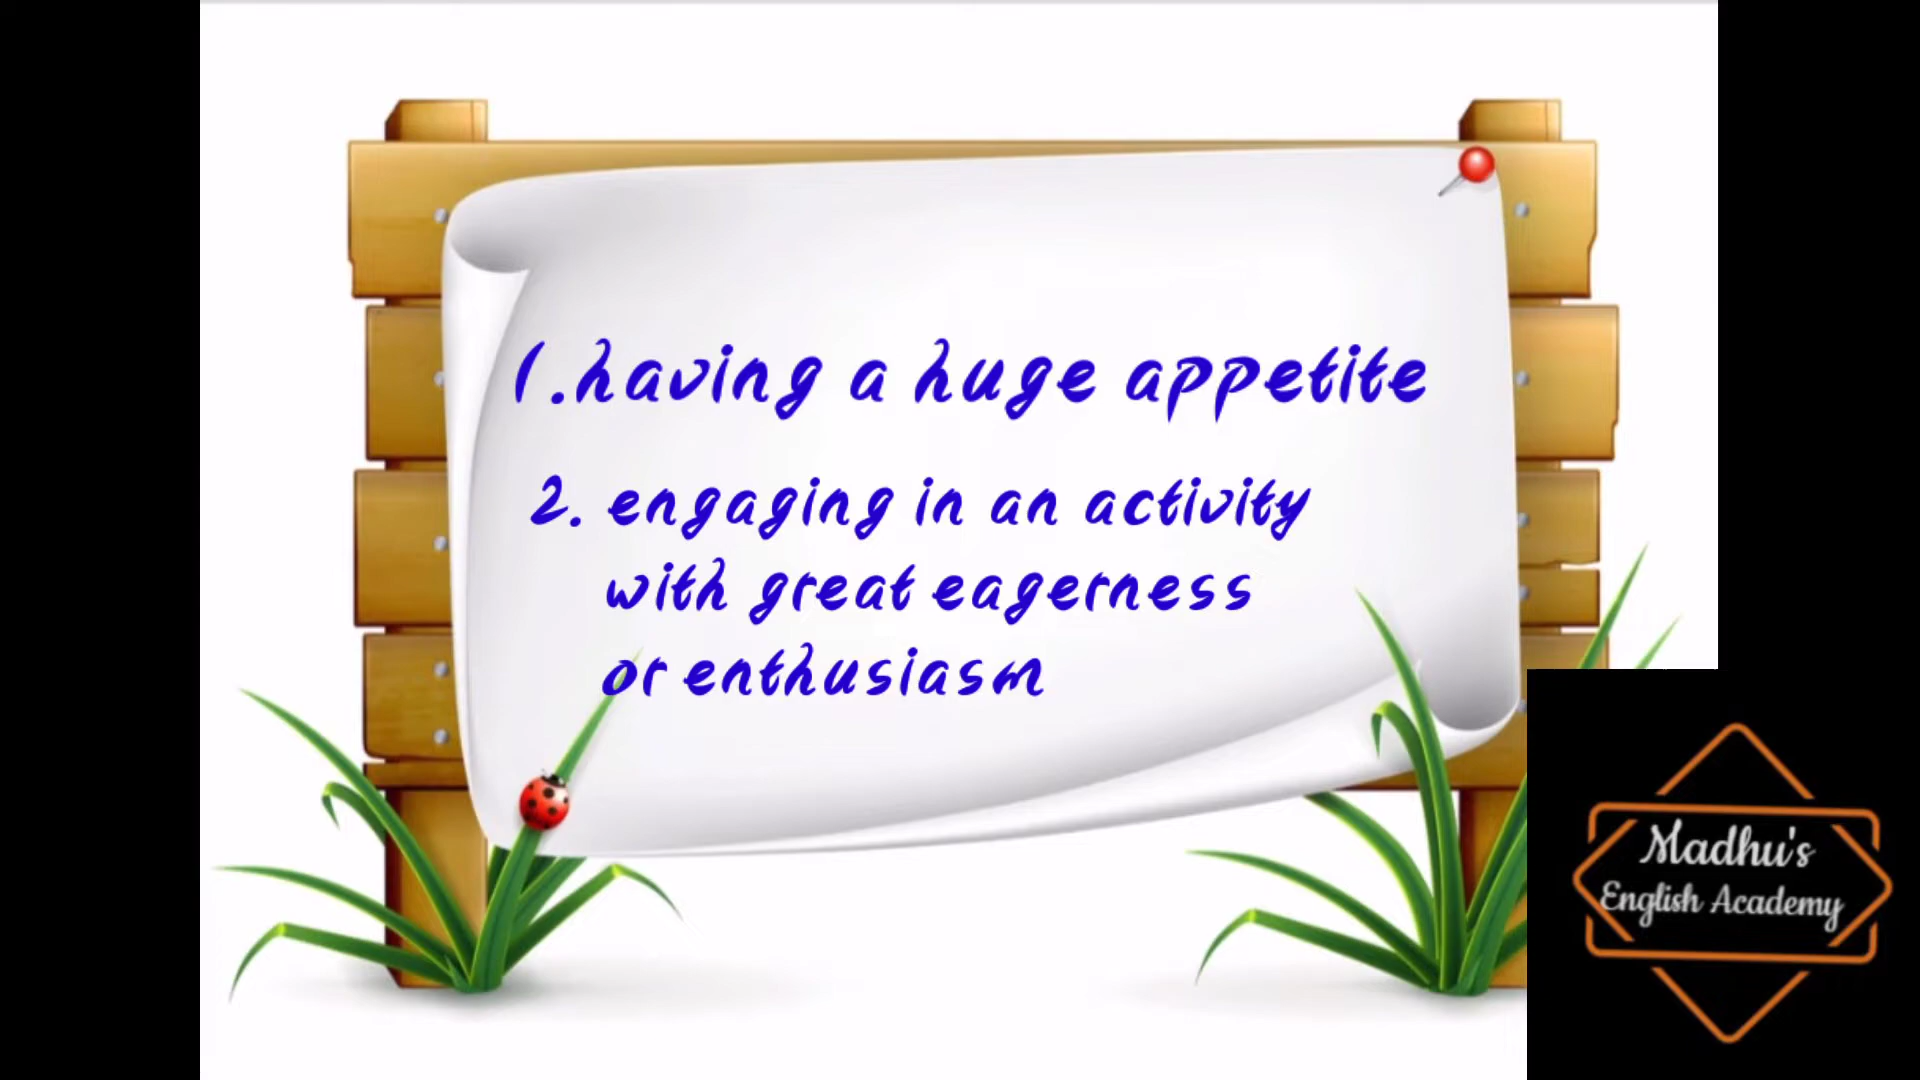 1.having a huge appetite
2. engaging in an activity
with great eagerness
or enthusiasm
Madhu's
English Academy